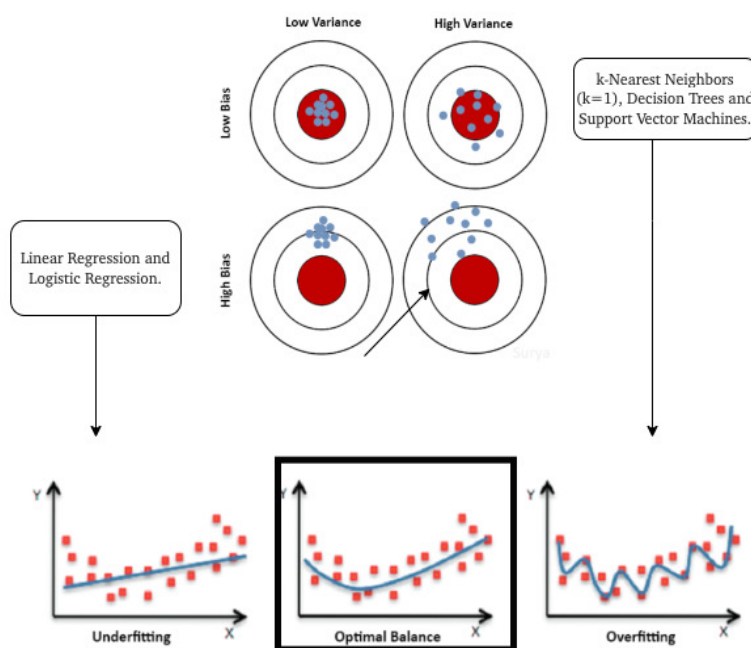 Low Variance
High Variance
Low Bias
k-Nearest Neighbors
(k=1), Decision Trees and
Support Vector Machines.
High Bias
Linear Regression and
Logistic Regression.
Surya
Y
X
Underfitting
Y
X
Optimal Balance
Y
X
Overfitting